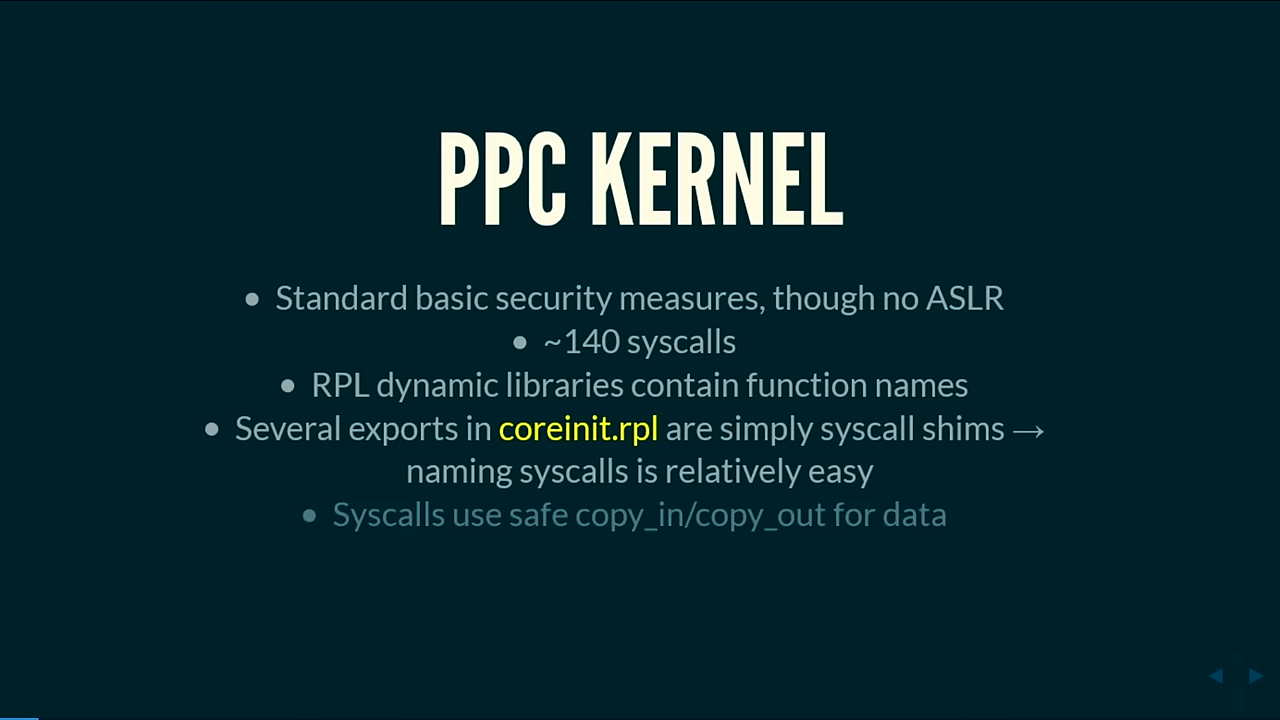 PPC KERNEL
• Standard basic security measures, though no ASLR
• ~140 syscalls
• RPL dynamic libraries contain function names
• Several exports in coreinit.rpl are simply syscall shims →
naming syscalls is relatively easy
• Syscalls use safe copy_in/copy_out for data